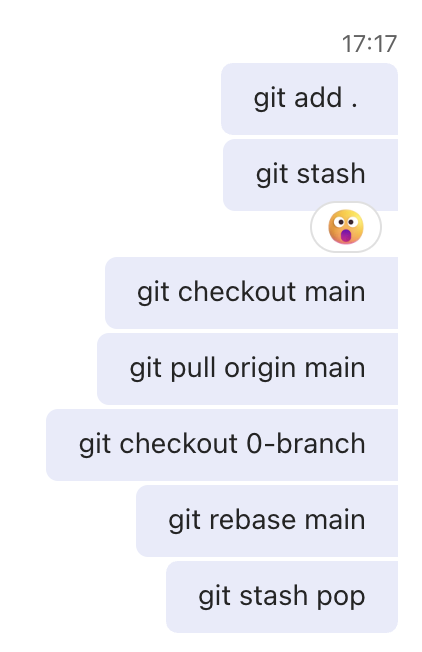 17:17
git add .
git stash
git checkout main
git pull origin main
git checkout 0-branch
git rebase main
git stash pop